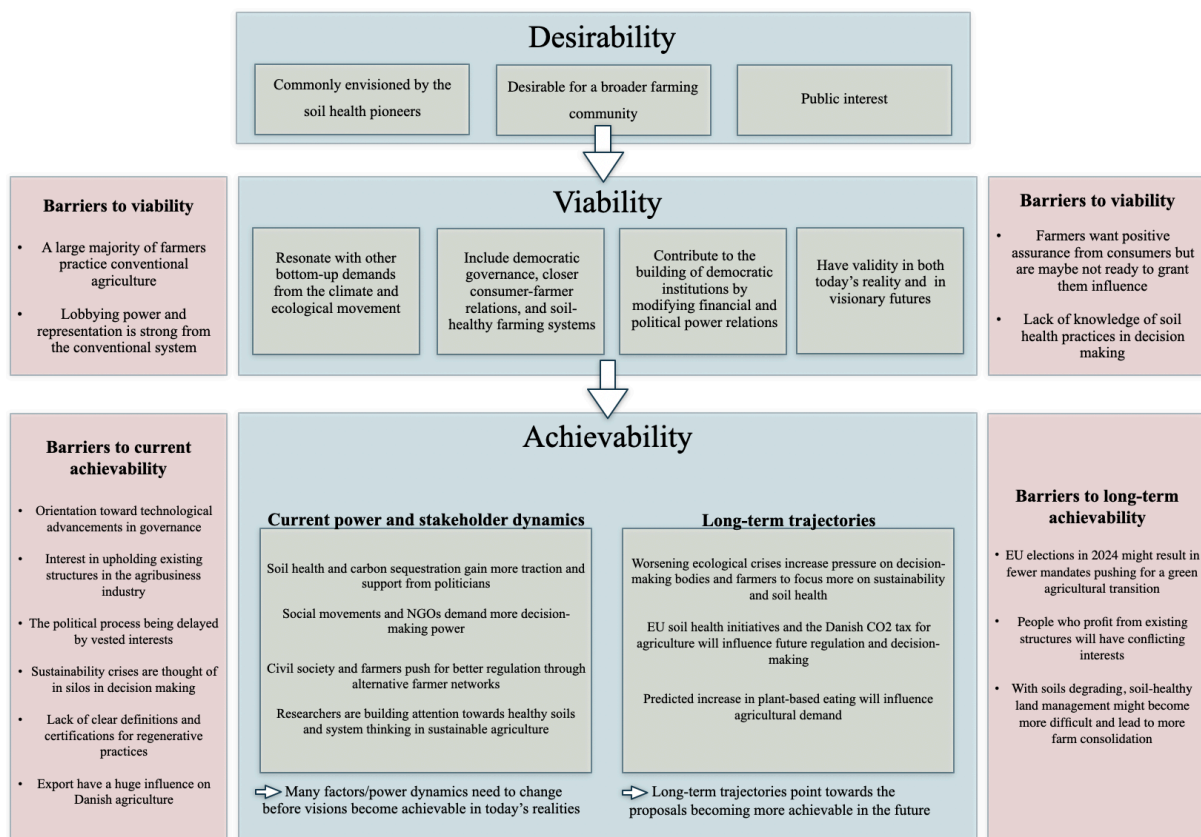 Desirability
Commonly envisioned by the
soil health pioneers
Desirable for a broader farming
community
Public interest
Barriers to viability
• A large majority of farmers
practice conventional
agriculture
• Lobbying power and
representation is strong from
the conventional system
Viability
Resonate with other
bottom-up demands
from the climate and
ecological movement
Include democratic
governance, closer
consumer-farmer
relations, and soil-
healthy farming systems
Contribute to the
building of democratic
institutions by
modifying financial and
political power relations
Have validity in both
today's reality and in
visionary futures
Barriers to viability
• Farmers want positive
assurance from consumers but
are maybe not ready to grant
them influence
• Lack of knowledge of soil
health practices in decision
making
Barriers to current
achievability
• Orientation toward technological
advancements in governance
• Interest in upholding existing
structures in the agribusiness
industry
• The political process being delayed
by vested interests
• Sustainability crises are thought of
in silos in decision making
• Lack of clear definitions and
certifications for regenerative
practices
• Export have a huge influence on
Danish agriculture
Achievability
Current power and stakeholder dynamics
Soil health and carbon sequestration gain more traction and
support from politicians
Social movements and NGOs demand more decision-
making power
Civil society and farmers push for better regulation through
alternative farmer networks
Researchers are building attention towards healthy soils
and system thinking in sustainable agriculture
Many factors/power dynamics need to change
before visions become achievable in today's realities
Long-term trajectories
Worsening ecological crises increase pressure on decision-
making bodies and farmers to focus more on sustainability
and soil health
EU soil health initiatives and the Danish CO2 tax for
agriculture will influence future regulation and decision-
making
Predicted increase in plant-based eating will influence
agricultural demand
Long-term trajectories point towards the
proposals becoming more achievable in the future
Barriers to long-term
achievability
• EU elections in 2024 might result in
fewer mandates pushing for a green
agricultural transition
• People who profit from existing
structures will have conflicting
interests
• With soils degrading, soil-healthy
land management might become
more difficult and lead to more
farm consolidation